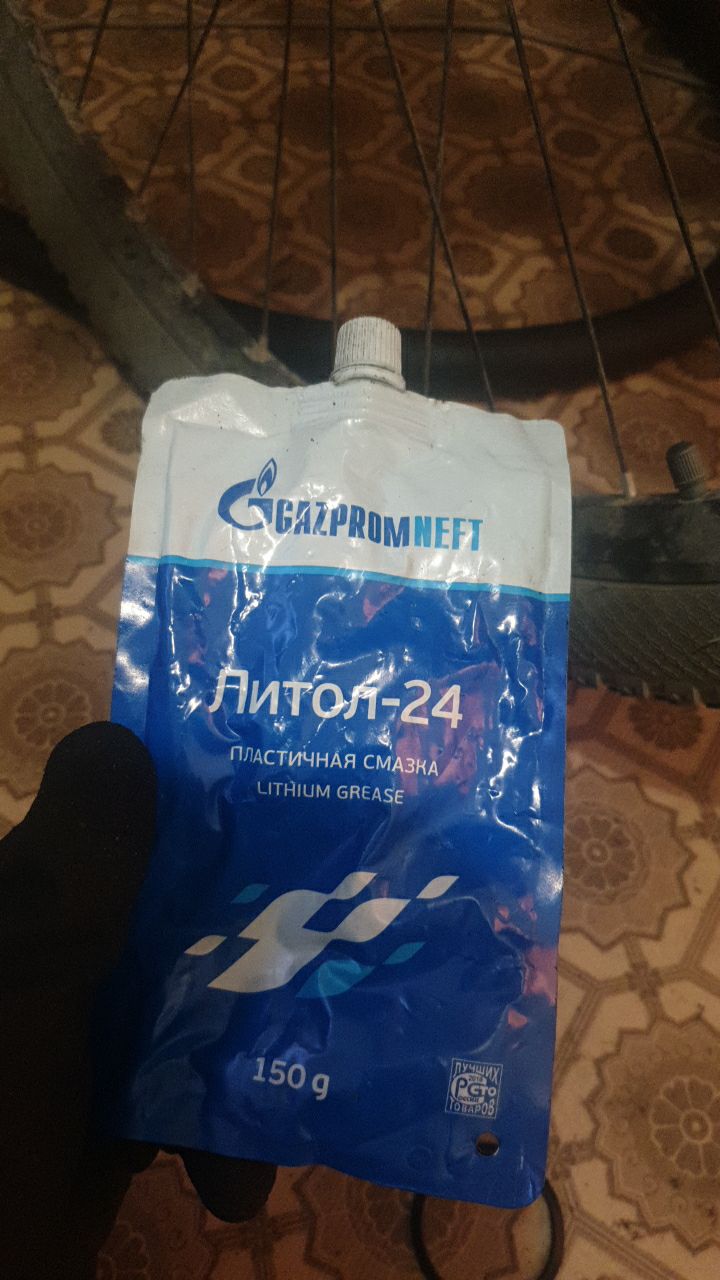 GAZPROMNEFT
Литол-24
ПЛАСТИЧНАЯ СМАЗКА
LITHIUM GREASE
150 g
ЛУЧШИХ
ТОВАРОВ